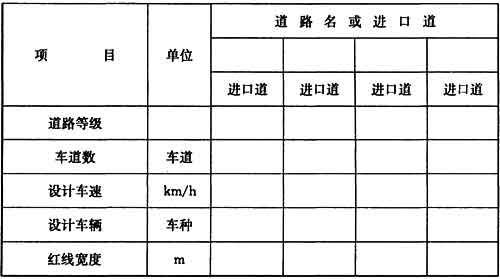 项 目 单位 道路名或进口道
进口道 进口道 进口道 进口道
道路等级
车道数 车道
设计车速 km/h
设计车辆 车种
红线宽度 m